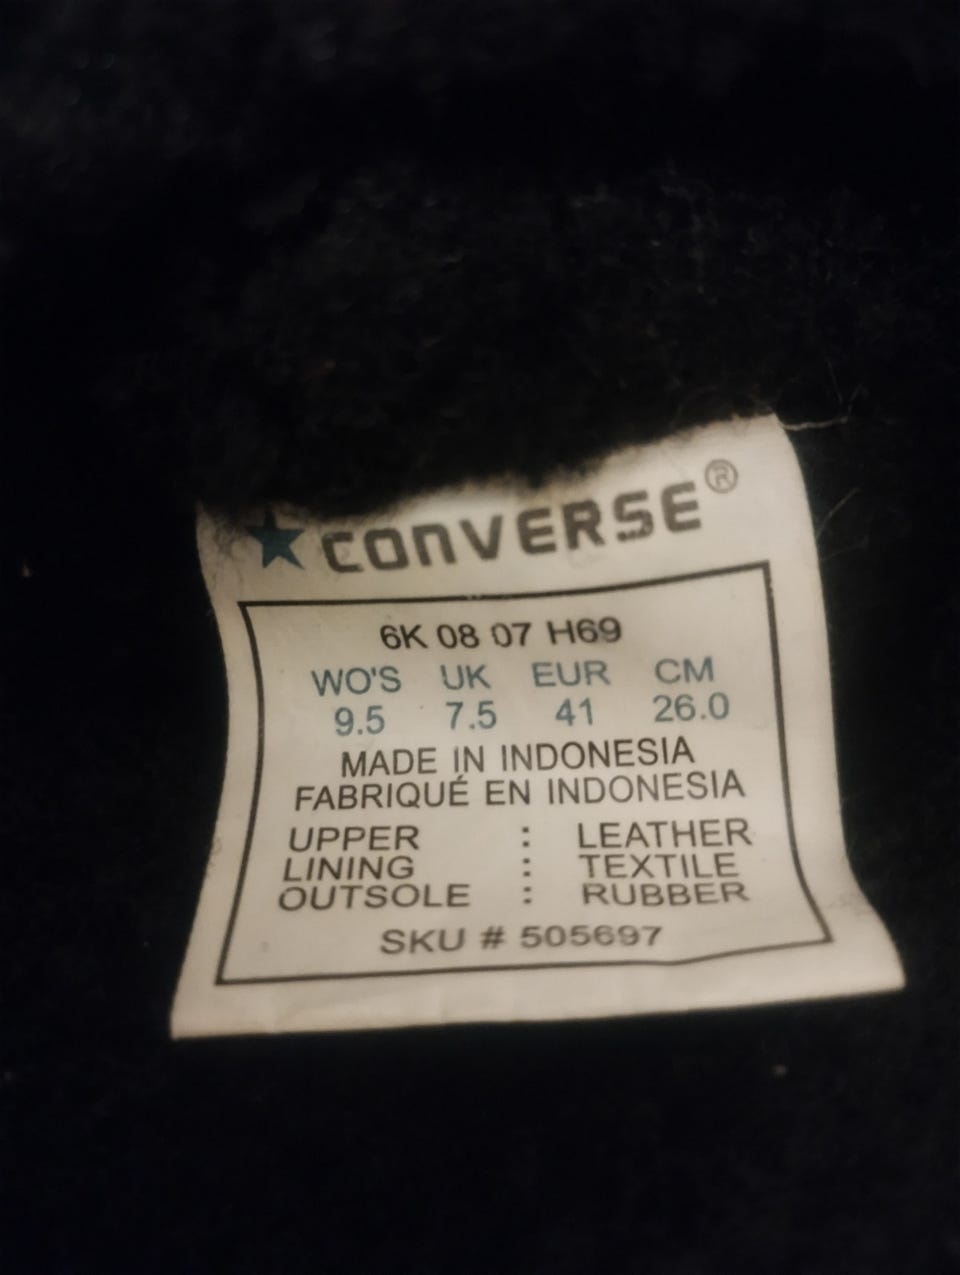 ★CONVERSE®
6K 08 07 H69
WO'S UK EUR CM
9.5 7.5 41 26.0
MADE IN INDONESIA
FABRIQUÉ EN INDONESIA
UPPER : LEATHER
LINING : TEXTILE
OUTSOLE : RUBBER
SKU # 505697